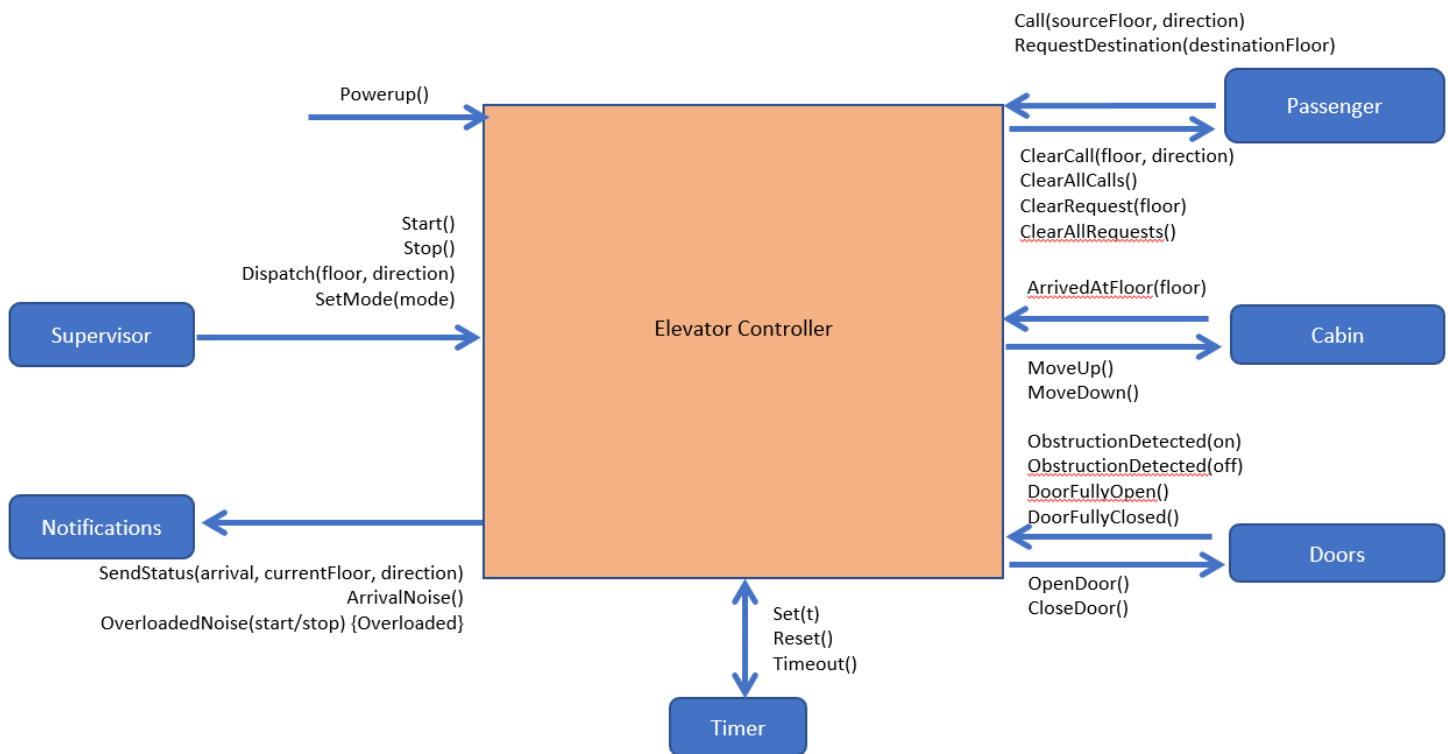 Call(sourceFloor, direction)
RequestDestination(destinationFloor)
Powerup()
Passenger
ClearCall(floor, direction)
ClearAllCalls()
ClearRequest(floor)
ClearAllRequests()
Start()
Stop()
Dispatch(floor, direction)
SetMode(mode)
Supervisor
Elevator Controller
ArrivedAtFloor(floor)
Cabin
MoveUp()
MoveDown()
ObstructionDetected(on)
ObstructionDetected(off)
DoorFullyOpen()
DoorFullyClosed()
Notifications
Doors
SendStatus(arrival, currentFloor, direction)
ArrivalNoise()
OverloadedNoise(start/stop) {Overloaded}
OpenDoor()
CloseDoor()
Set(t)
Reset()
Timeout()
Timer